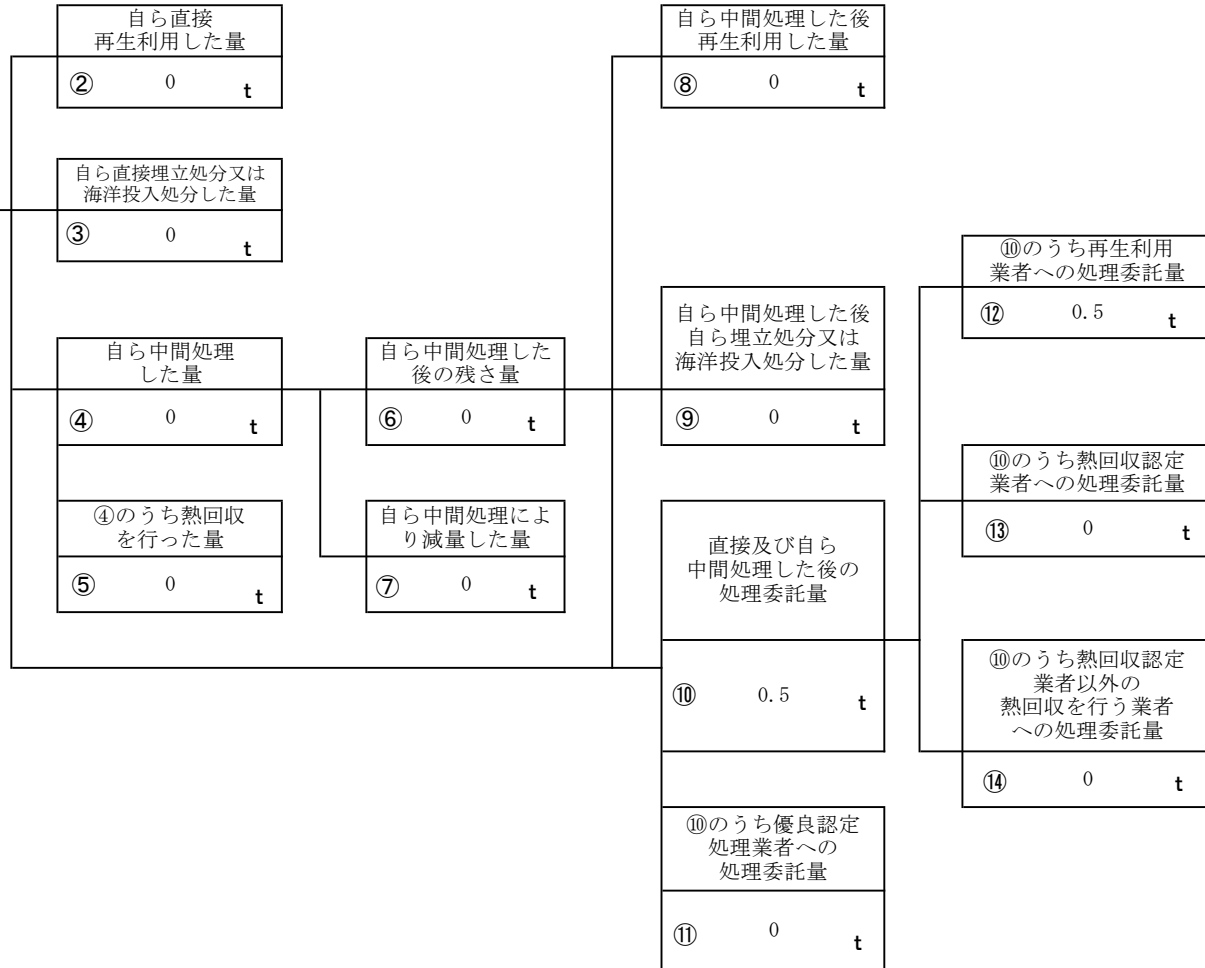 自ら直接
再生利用した量
② 0 t
自ら直接埋立処分又は
海洋投入処分した量
③ 0 t
自ら中間処理
した量
④ 0 t
④のうち熱回収
を行った量
⑤ 0 t
自ら中間処理した
後の残さ量
⑥ 0 t
自ら中間処理によ
り減量した量
⑦ 0 t
自ら中間処理した後
再生利用した量
⑧ 0 t
自ら中間処理した後
自ら埋立処分又は
海洋投入処分した量
⑨ 0 t
直接及び自ら
中間処理した後の
処理委託量
⑩ 0.5 t
⑩のうち優良認定
処理業者への
処理委託量
⑪ 0 t
⑩のうち再生利用
業者への処理委託量
⑫ 0.5 t
⑩のうち熱回収認定
業者への処理委託量
⑬ 0 t
⑩のうち熱回収認定
業者以外の
熱回収を行う業者
への処理委託量
⑭ 0 t